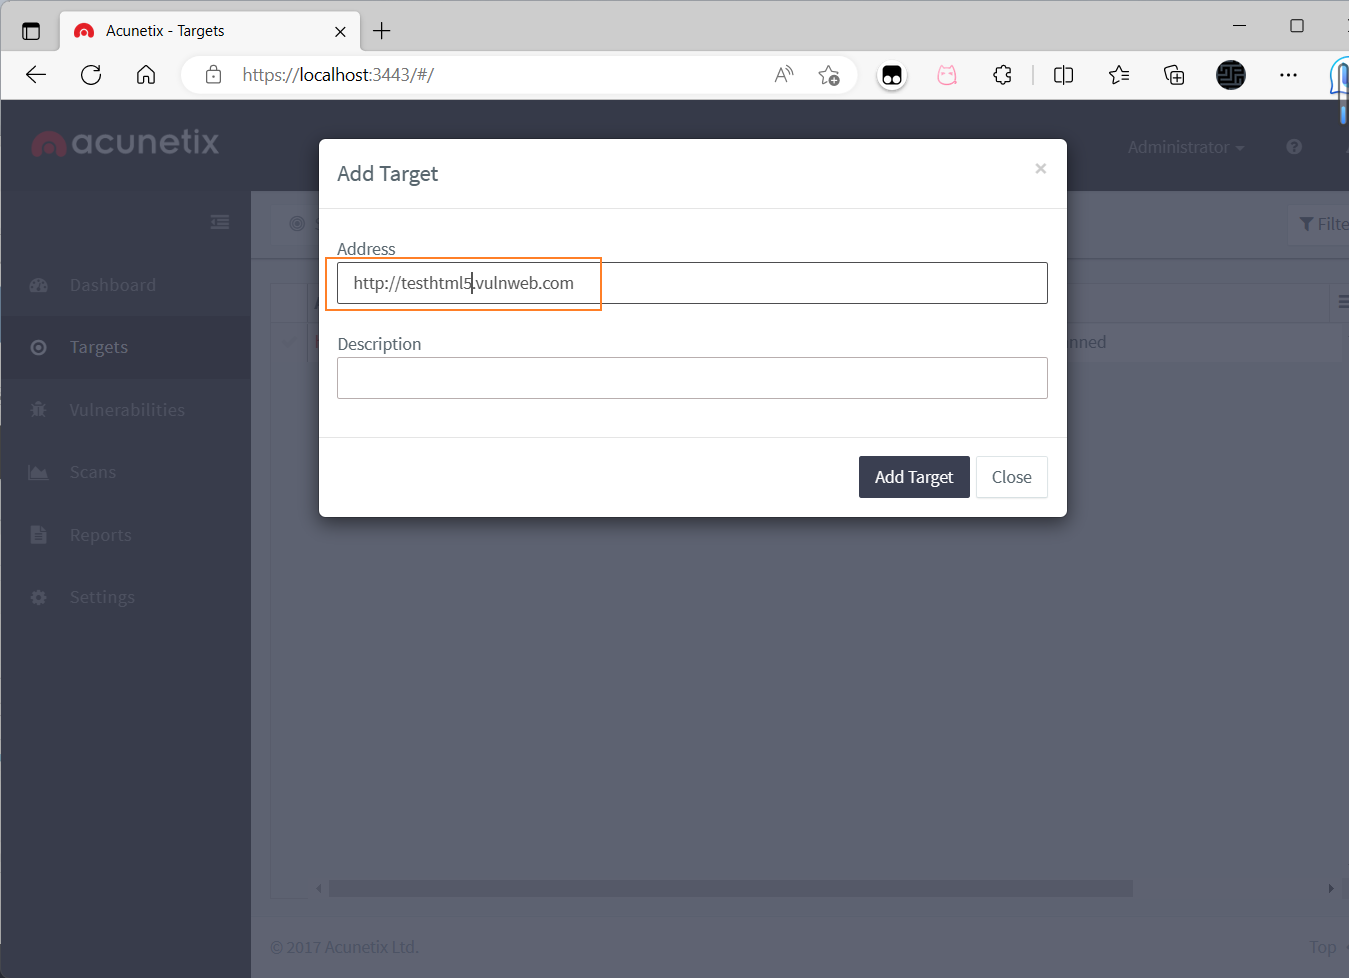 Acunetix - Targets
https://localhost:3443/#/
acunetix
Administrator
Add Target
Filte
Address
http://testhtml5.vulnweb.com
Dashboard
Targets
nned
Description
Vulnerabilities
Scans
Add Target
Close
Reports
Settings
© 2017 Acunetix Ltd.
Top